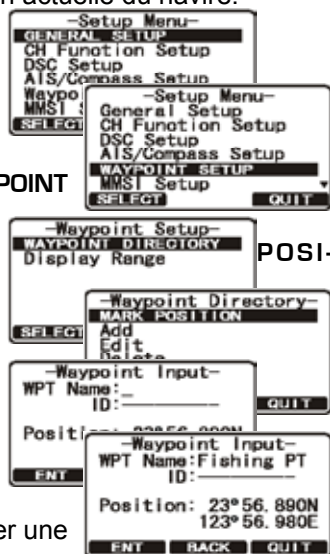 n actuelle du navire.
-Setup Menu-
GENERAL SETUP
CH Function Setup
DSC Setup
AIS/Compass Setup
Waypo
MMSI S
SELECT
-Setup Menu-
General Setup
CH Function Setup
DSC Setup
AIS/Compass Setup
WAYPOINT SETUP
MMSI Setup
SELECT QUIT
POINT
-Waypoint Setup-
WAYPOINT DIRECTORY
Display Range
SELECT
POSI-
-Waypoint Directory-
MARK POSITION
Add
Edit
Delete
QUIT
-Waypoint Input-
WPT Name:_
ID:
Positi
ENT
-Waypoint Input-
WPT Name:Fishing PT
ID:
Position: 23°56.890N
123°56.980E
ENT BACK QUIT
er une